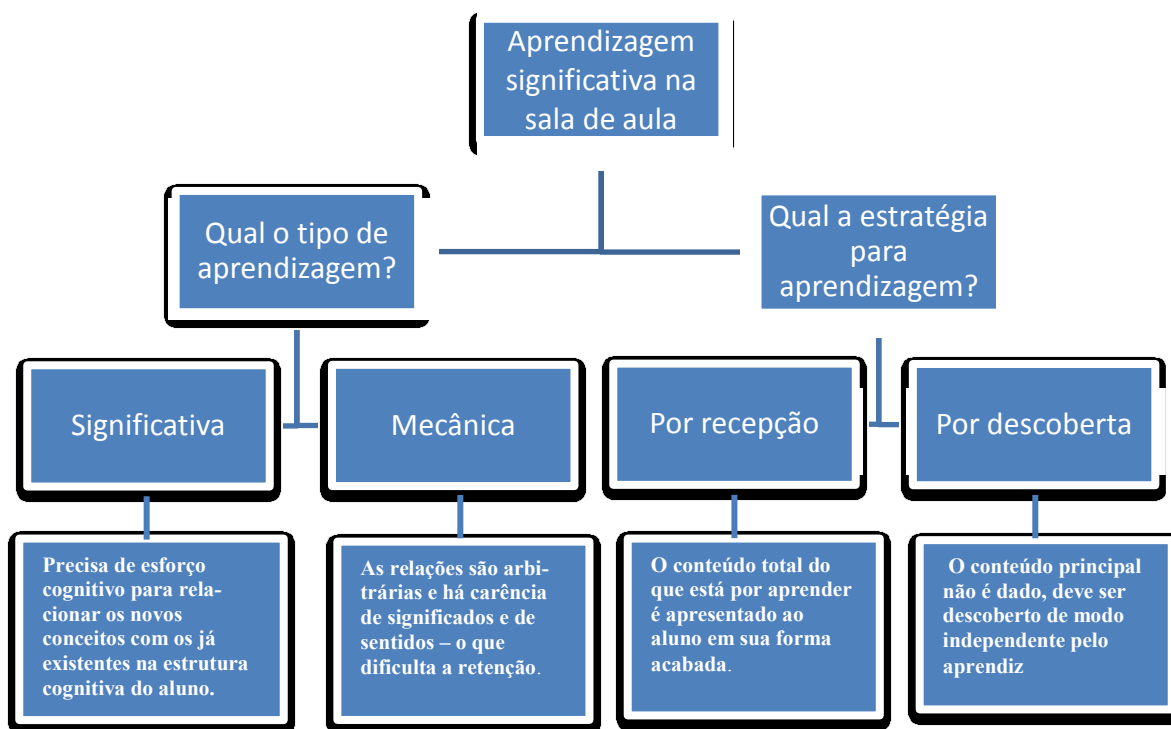 Aprendizagem
significativa na
sala de aula
Qual o tipo de
aprendizagem?
Qual a estratégia
para
aprendizagem?
Significativa
Mecânica
Por recepção
Por descoberta
Precisa de esforço
cognitivo para rela-
cionar os novos
conceitos com os já
existentes na estrutura
cognitiva do aluno.
As relações são arbi-
trárias e há carência
de significados e de
sentidos – o que
dificulta a retenção.
O conteúdo total do
que está por aprender
é apresentado ao
aluno em sua forma
acabada.
O conteúdo principal
não é dado, deve ser
descoberto de modo
independente pelo
aprendiz